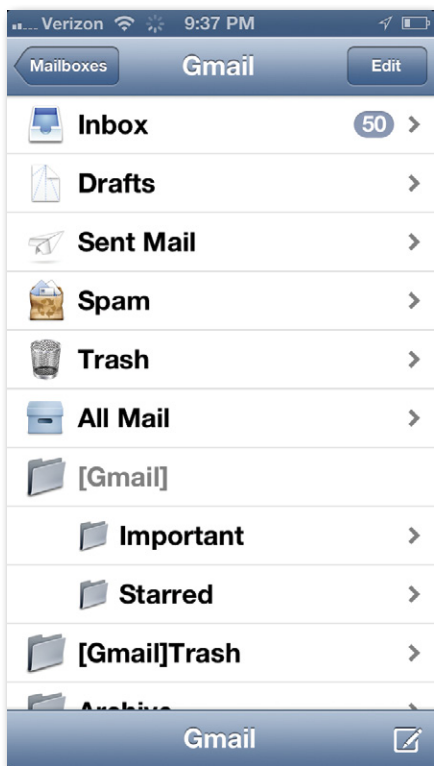 Verizon 9:37 PM
Mailboxes Gmail Edit
Inbox 50
Drafts
Sent Mail
Spam
Trash
All Mail
[Gmail]
Important
Starred
[Gmail]Trash
Archive
Gmail